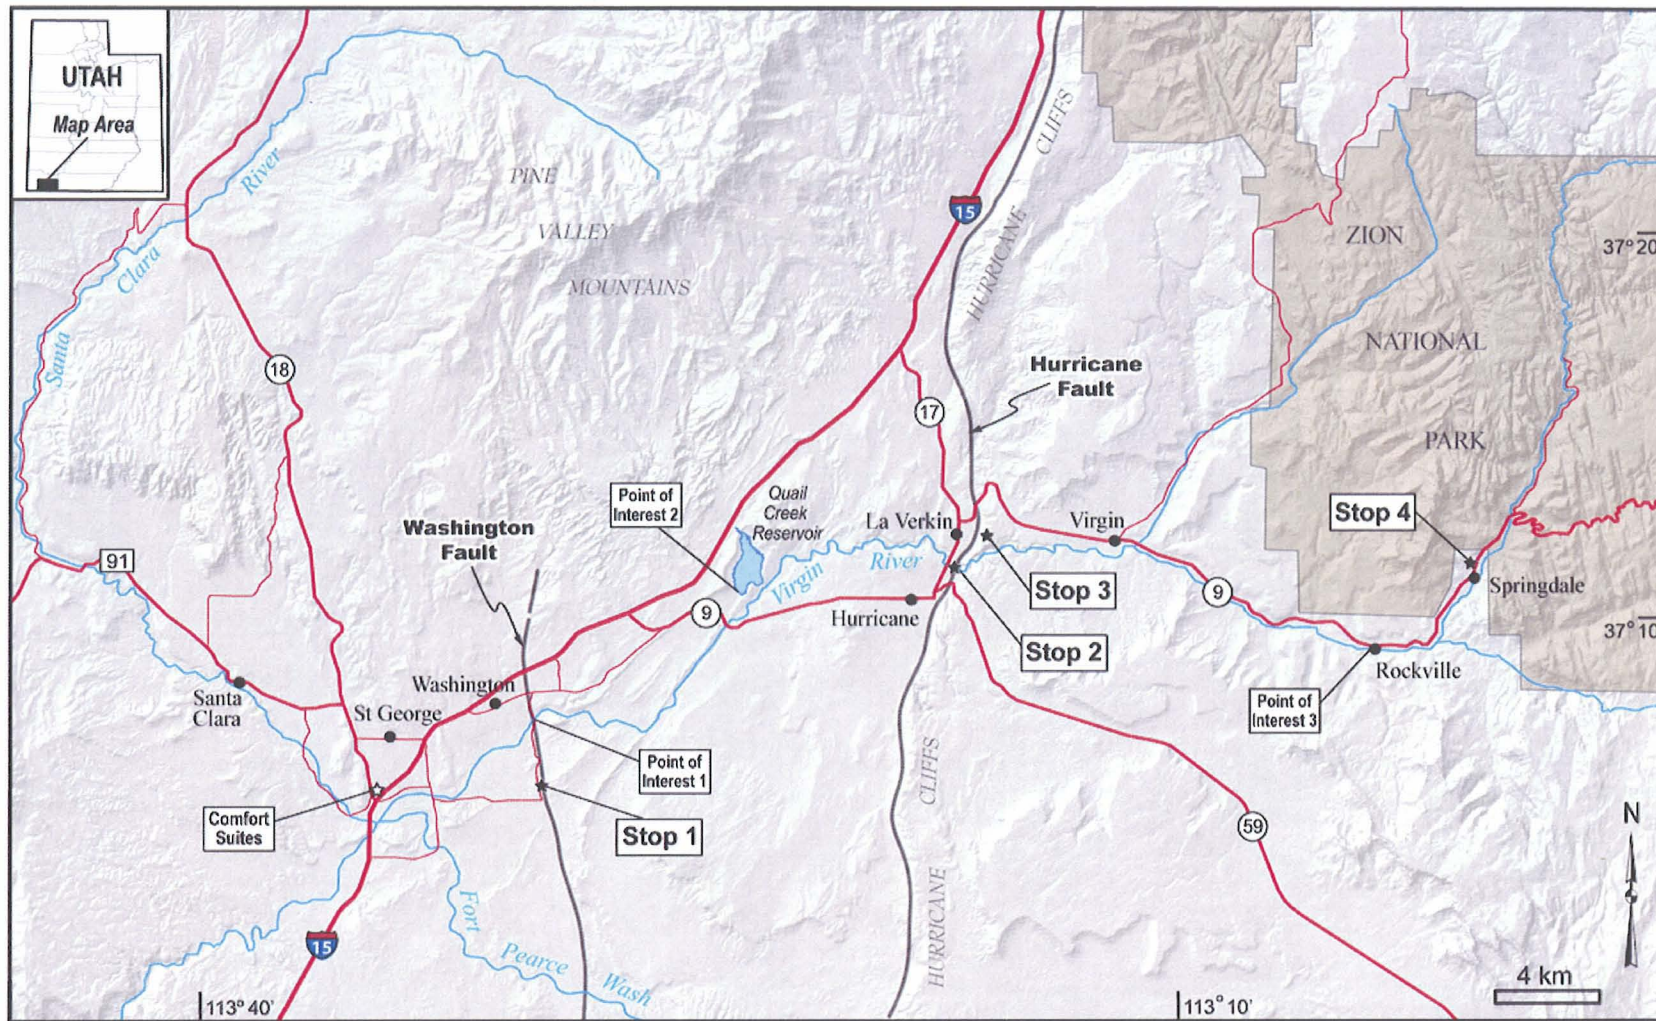 UTAH
Map Area
River
Clara
Santa
PINE
VALLEY
MOUNTAINS
18
15
HURRICANE
CLIFFS
ZION
NATIONAL
PARK
37° 20
Hurricane
Fault
17
91
Washington
Fault
Point of
Interest 2
Quail
Creek
Reservoir
Virgin
River
La Verkin
Virgin
Stop 4
Stop 3
Springdale
9
9
Hurricane
37° 10
Stop 2
Rockville
Point of
Interest 3
Santa
Clara
Washington
St George
Point of
Interest 1
Comfort
Suites
Stop 1
HURRICANE
CLIFFS
59
N
Fort
Pearce
Wash
15
4 km
113° 40
113° 10